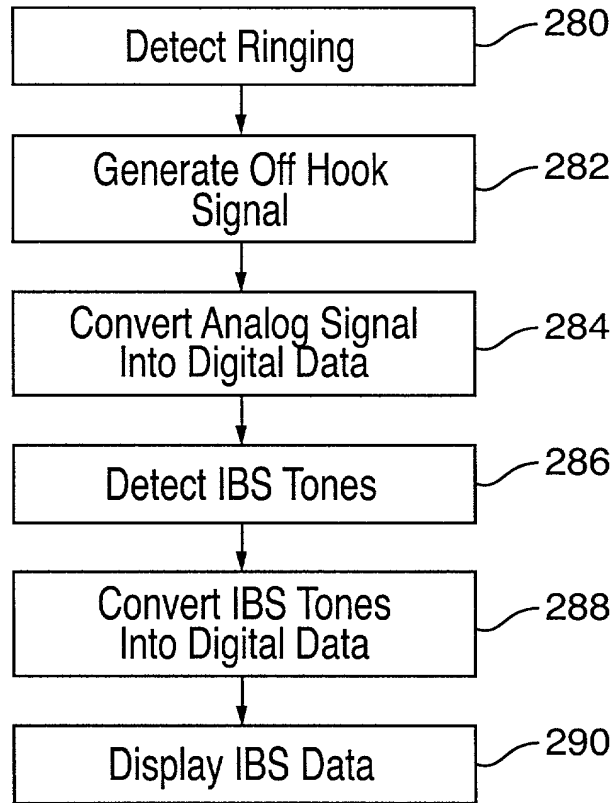 Detect Ringing
280
Generate Off Hook
Signal
282
Convert Analog Signal
Into Digital Data
284
Detect IBS Tones
286
Convert IBS Tones
Into Digital Data
288
Display IBS Data
290